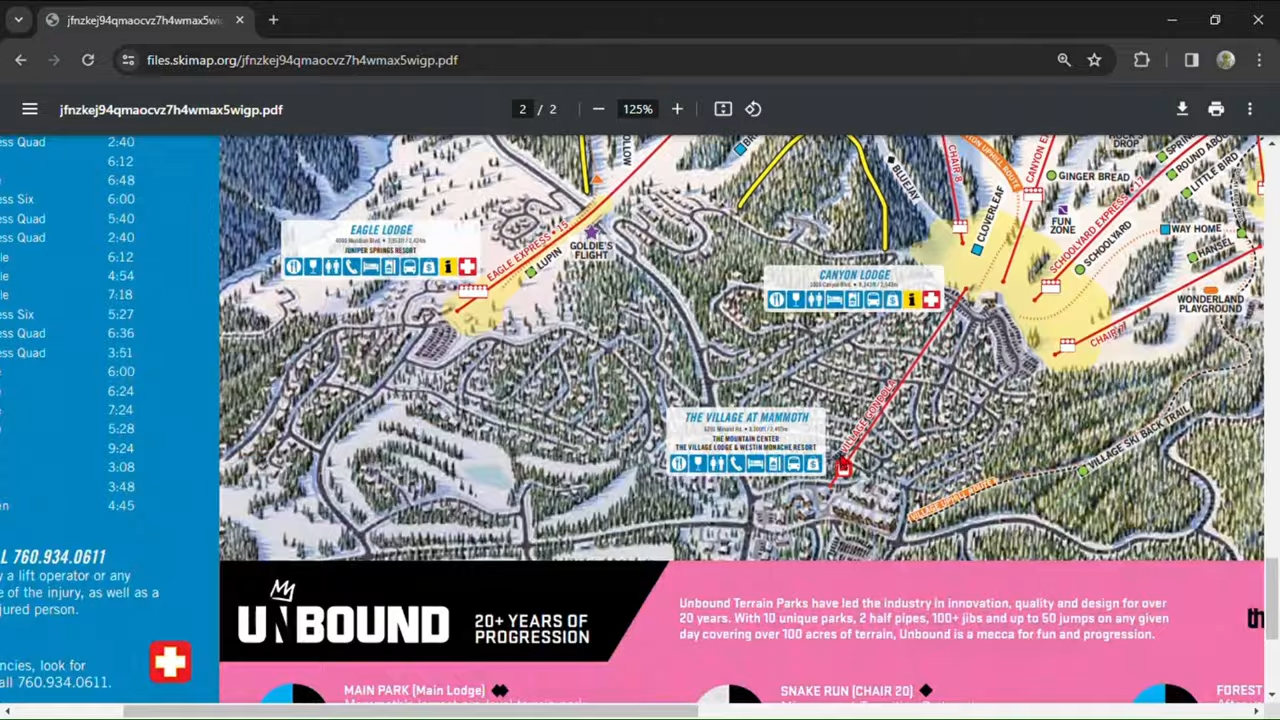 jfnzkej94qmaocvz7h4wmax5wi
files.skimap.org/jfnzkej94qmaocvz7h4wmax5wigp.pdf
jfnzkej94qmaocvz7h4wmax5wigp.pdf
2 / 2
125%
ess Quad 2:40
6:12
6:48
ess Six 6:00
ess Quad 5:40
ess Quad 2:40
6:12
4:54
7:18
ess Six 5:27
ess Quad 6:36
ess Quad 3:51
6:00
6:24
7:24
5:28
9:24
3:08
3:48
4:45
L 760.934.0611
y a lift operator or any
e of the injury, as well as a
jured person.
ncies, look for
all 760.934.0611.
EAGLE LODGE
JUNIPER SPRINGS RESORT
EAGLE EXPRESS • 15
LUPIN
GOLDIE'S
FLIGHT
BLUEJAY
CHAIR 8
CLOVERLEAF
GINGER BREAD
FUN
ZONE
DROP
ROUND ABO
LITTLE BIRD
SCHOOLYARD EXPRESS • 17
SCHOOLYARD
WAY HOME
HANSEL
WONDERLAND
PLAYGROUND
CHAIR 7
CANYON LODGE
VILLAGE GONDOLA
THE VILLAGE AT MAMMOTH
THE MOUNTAIN CENTER
THE VILLAGE LODGE & WESTIN MONACHE RESORT
VILLAGE SKI BACK TRAIL
VILLAGE UPHILL ROUTE
UNBOUND
20+ YEARS OF
PROGRESSION
Unbound Terrain Parks have led the industry in innovation, quality and design for over
20 years. With 10 unique parks, 2 half pipes, 100+ jibs and up to 50 jumps on any given
day covering over 100 acres of terrain, Unbound is a mecca for fun and progression.
MAIN PARK (Main Lodge)
SNAKE RUN (CHAIR 20)
FOREST